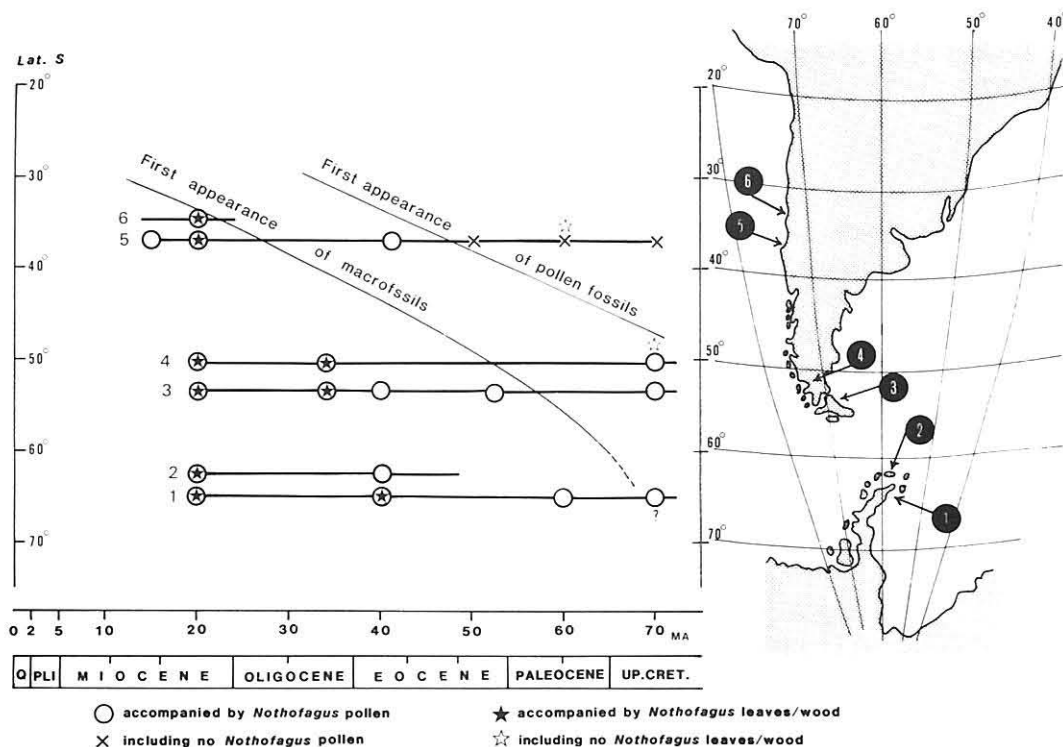 Lat. S
20°
30°
40°
50°
60°
70°
First appearance
of macrofssils
First appearance
of pollen fossils
6
5
4
3
2
1
?
0 2 5 10 20 30 40 50 60 70 MA
Q PLI MIOCENE OLIGOCENE EOCENE PALEOCENE UP.CRET.
accompanied by Nothofagus pollen
including no Nothofagus pollen
accompanied by Nothofagus leaves/wood
including no Nothofagus leaves/wood
70° 60° 50° 40°
20°
30°
40°
50°
60°
70°
6
5
4
3
2
1